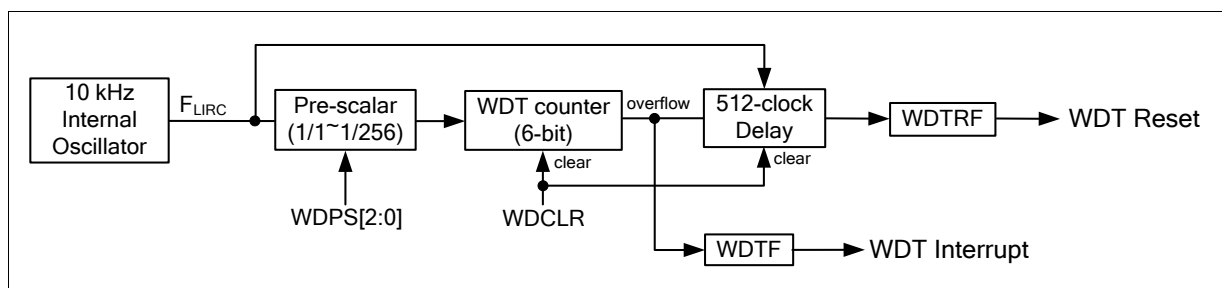 10 kHz
Internal
Oscillator
FLIRC
Pre-scalar
(1/1~1/256)
WDPS[2:0]
WDT counter
(6-bit)
clear
WDCLR
overflow
512-clock
Delay
clear
WDTRF
WDT Reset
WDTF
WDT Interrupt